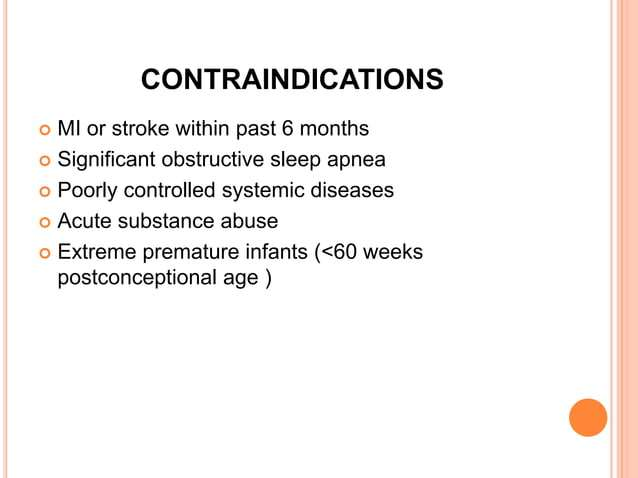 CONTRAINDICATIONS
MI or stroke within past 6 months
Significant obstructive sleep apnea
Poorly controlled systemic diseases
Acute substance abuse
Extreme premature infants (<60 weeks
postconceptional age )